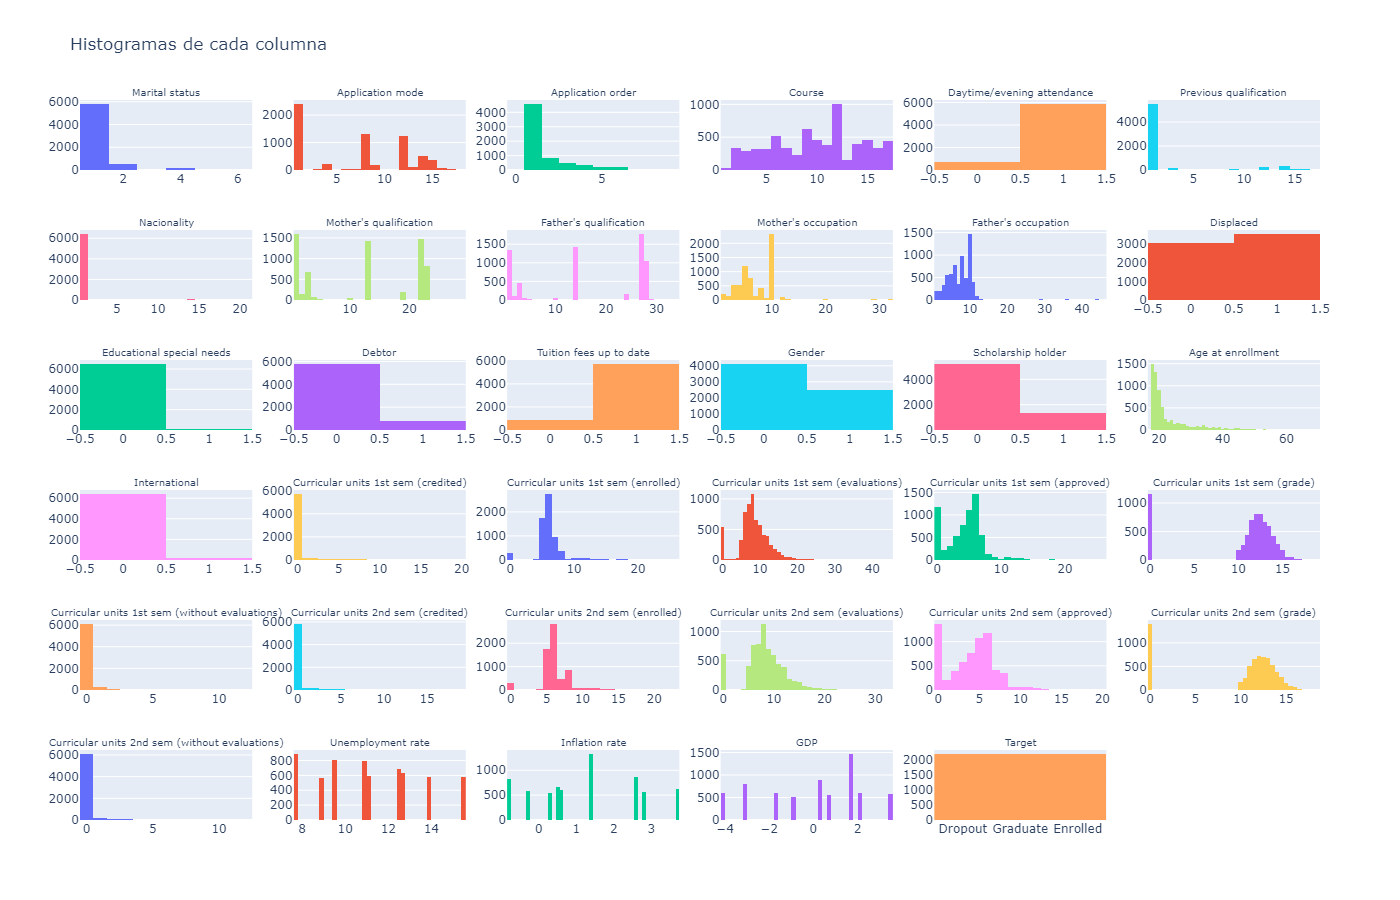 Histogramas de cada columna
Marital status
Application mode
Application order
Course
Daytime/evening attendance
Previous qualification
6000
4000
2000
0
2 4 6
2000
1000
0
5 10 15
4000
3000
2000
1000
0
0 5
1000
500
0
5 10 15
6000
4000
2000
0
−0.5 0 0.5 1 1.5
4000
2000
0
5 10 15
Nacionality
Mother's qualification
Father's qualification
Mother's occupation
Father's occupation
Displaced
6000
4000
2000
0
5 10 15 20
1500
1000
500
0
10 20
1500
1000
500
0
10 20 30
2000
1500
1000
500
0
10 20 30
1500
1000
500
0
20 40
3000
2000
1000
0
−0.5 0 0.5 1 1.5
Educational special needs
Debtor
Tuition fees up to date
Gender
Scholarship holder
Age at enrollment
6000
4000
2000
0
−0.5 0 0.5 1 1.5
6000
4000
2000
0
−0.5 0 0.5 1 1.5
6000
4000
2000
0
−0.5 0 0.5 1 1.5
4000
3000
2000
1000
0
−0.5 0 0.5 1 1.5
4000
2000
0
−0.5 0 0.5 1 1.5
1500
1000
500
0
20 40 60
International
Curricular units 1st sem (credited)
Curricular units 1st sem (enrolled)
Curricular units 1st sem (evaluations)
Curricular units 1st sem (approved)
Curricular units 1st sem (grade)
6000
4000
2000
0
−0.5 0 0.5 1 1.5
6000
4000
2000
0
0 5 10 15 20
2000
1000
0
0 10 20
1000
500
0
0 10 20 30 40
1500
1000
500
0
0 10 20
1000
500
0
0 5 10 15
Curricular units 1st sem (without evaluations)
Curricular units 2nd sem (credited)
Curricular units 2nd sem (enrolled)
Curricular units 2nd sem (evaluations)
Curricular units 2nd sem (approved)
Curricular units 2nd sem (grade)
6000
4000
2000
0
0 5 10
6000
4000
2000
0
0 5 10 15
2000
1000
0
0 10 20
1000
500
0
0 10 20 30
1000
500
0
0 5 10 15 20
1000
500
0
0 5 10 15
Curricular units 2nd sem (without evaluations)
Unemployment rate
Inflation rate
GDP
Target
6000
4000
2000
0
0 5 10
800
600
400
200
0
8 10 12 14
1000
500
0
0 1 2 3
1500
1000
500
0
−4 −2 0 2
2000
1500
1000
500
0
Dropout Graduate Enrolled